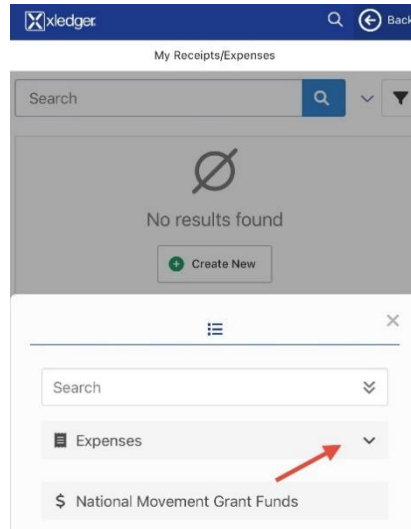 xledger Back
My Receipts/Expenses
Search
No results found
Create New
Search
Expenses
$ National Movement Grant Funds